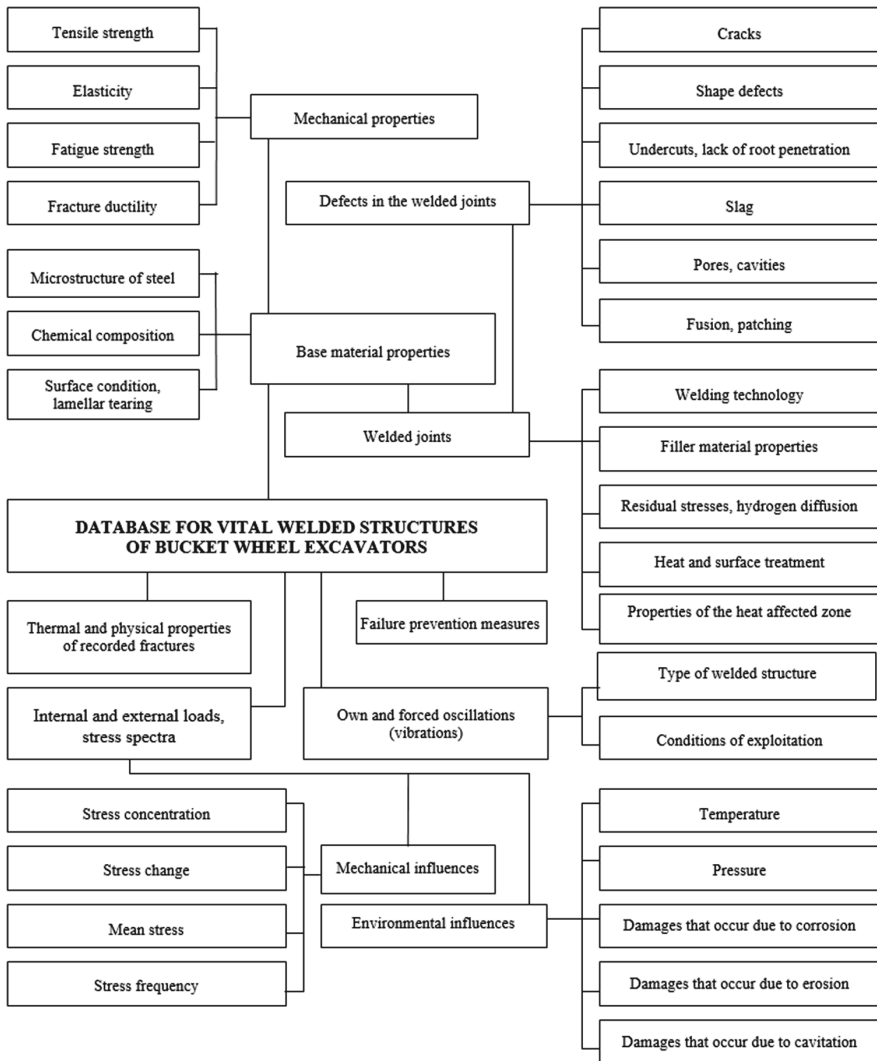 Tensile strength
Elasticity
Fatigue strength
Fracture ductility
Mechanical properties
Microstructure of steel
Chemical composition
Surface condition,
lamellar tearing
Base material properties
Defects in the welded joints
Cracks
Shape defects
Undercuts, lack of root penetration
Slag
Pores, cavities
Fusion, patching
Welded joints
Welding technology
Filler material properties
Residual stresses, hydrogen diffusion
Heat and surface treatment
Properties of the heat affected zone
DATABASE FOR VITAL WELDED STRUCTURES
OF BUCKET WHEEL EXCAVATORS
Thermal and physical properties
of recorded fractures
Failure prevention measures
Internal and external loads,
stress spectra
Own and forced oscillations
(vibrations)
Type of welded structure
Conditions of exploitation
Stress concentration
Stress change
Mean stress
Stress frequency
Mechanical influences
Environmental influences
Temperature
Pressure
Damages that occur due to corrosion
Damages that occur due to erosion
Damages that occur due to cavitation